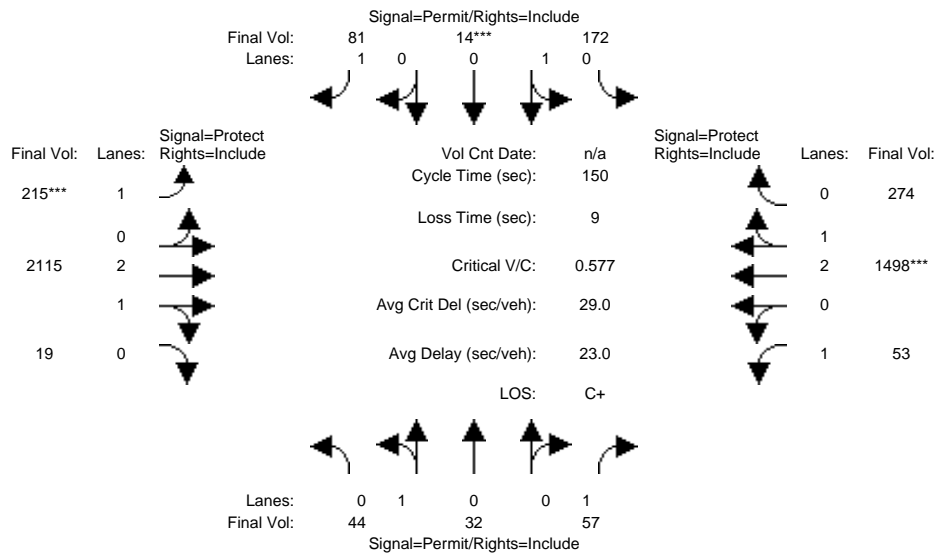 Signal=Permit/Rights=Include
Final Vol: 81 14*** 172
Lanes: 1 0 0 1 0
Signal=Protect Signal=Protect
Final Vol: Lanes: Rights=Include Vol Cnt Date: n/a Rights=Include Lanes: Final Vol:
Cycle Time (sec): 150
215*** 1 0 274
Loss Time (sec): 9
0 1
2115 2 Critical V/C: 0.577 2 1498***
1 Avg Crit Del (sec/veh): 29.0 0
19 0 Avg Delay (sec/veh): 23.0 1 53
LOS: C+
Lanes: 0 1 0 0 1
Final Vol: 44 32 57
Signal=Permit/Rights=Include